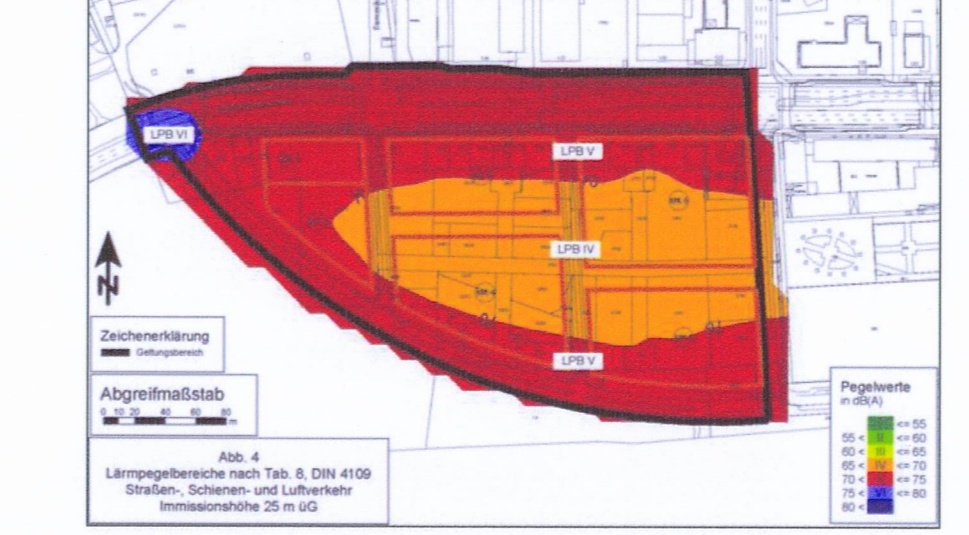 LPB VI
LPB V
LPB IV
LPB V
N
Zeichenerklärung
Geltungsbereich
Abgreifmaßstab
0 10 20 40 60 80
m
Abb. 4
Lärmpegelbereiche nach Tab. 8, DIN 4109
Straßen-, Schienen- und Luftverkehr
Immissionshöhe 25 m üG
Pegelwerte
in dB(A)
<= 55
55 < II <= 60
60 < III <= 65
65 < IV <= 70
70 < <= 75
75 < VI <= 80
80 <